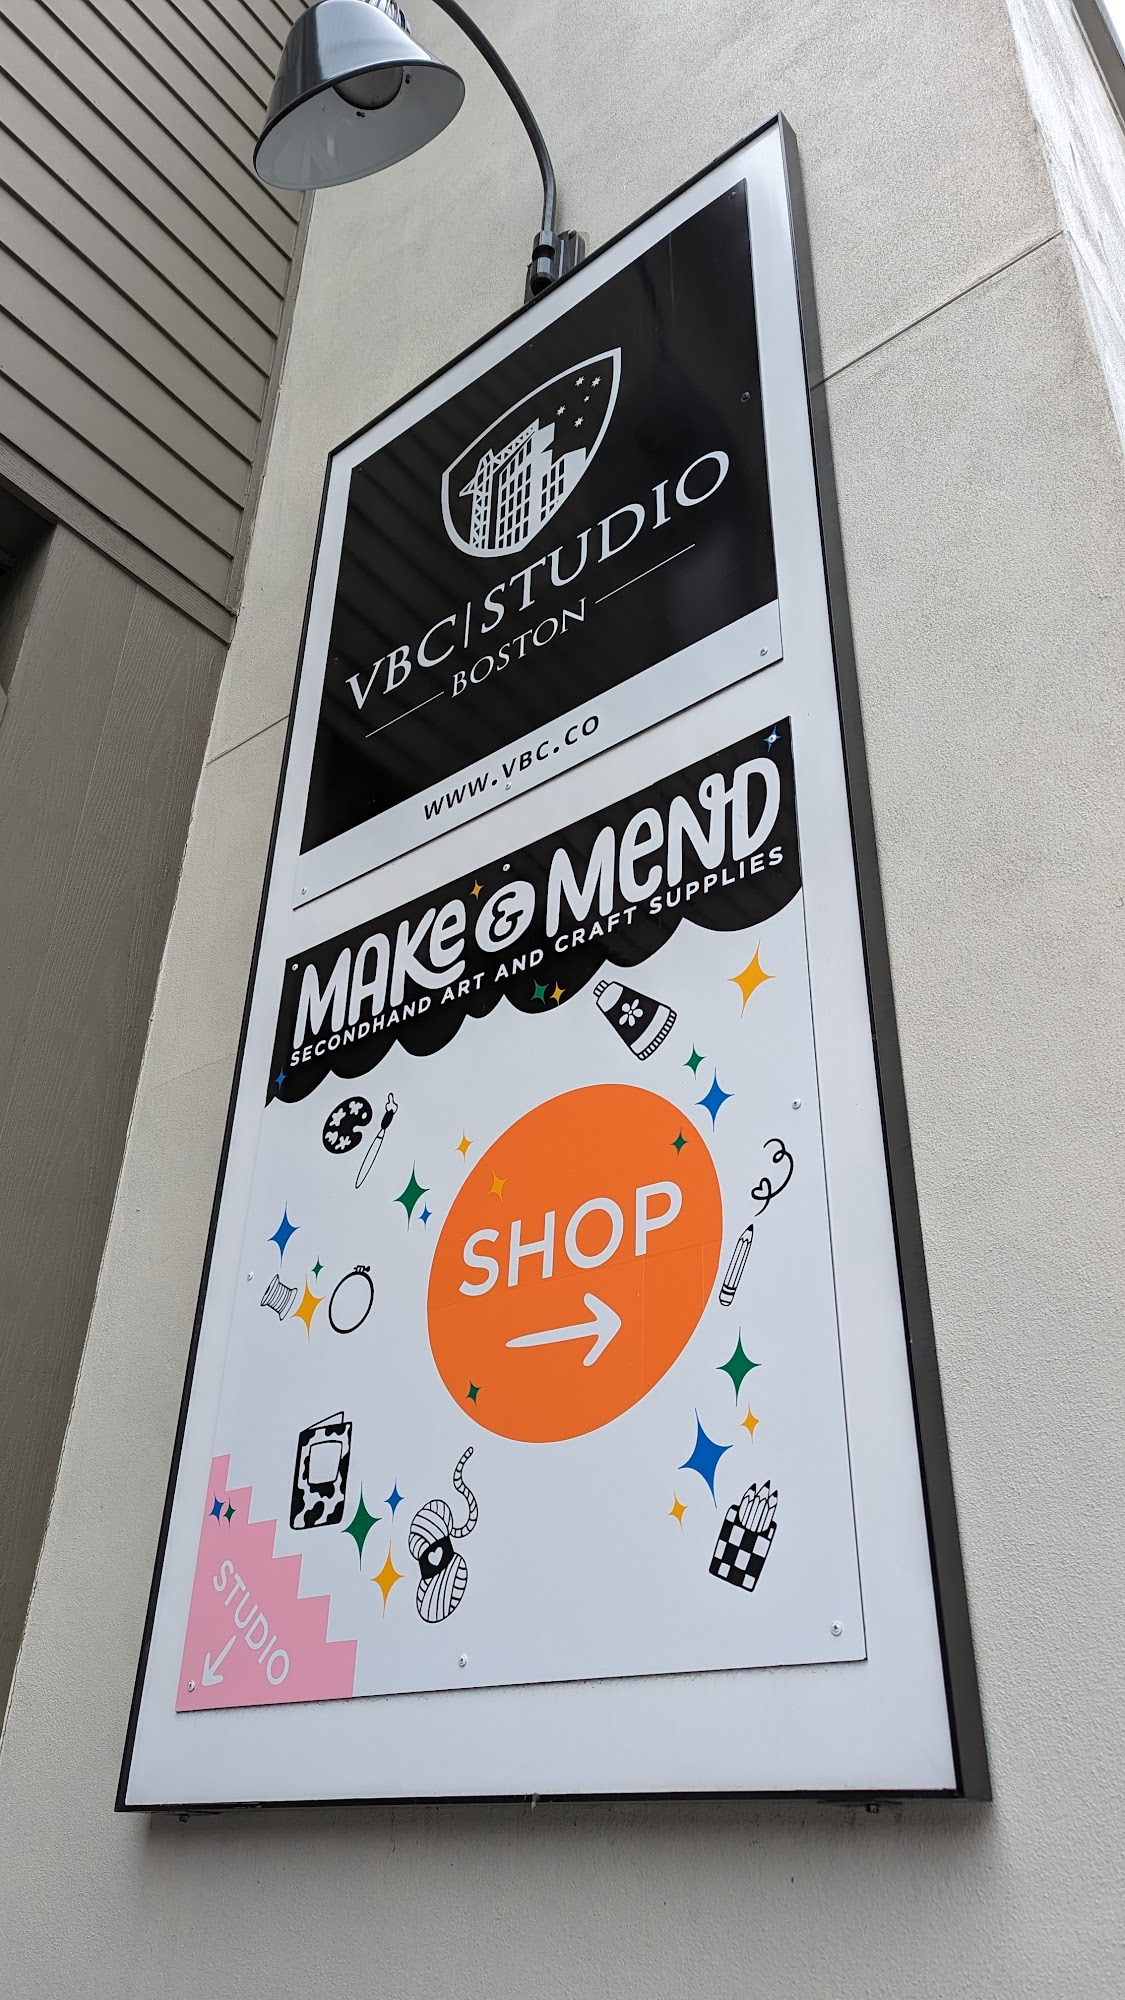 VBC|STUDIO
BOSTON
WWW.VBC.CO
MAKe & MeND
SECONDHAND ART AND CRAFT SUPPLIES
SHOP
STUDIO